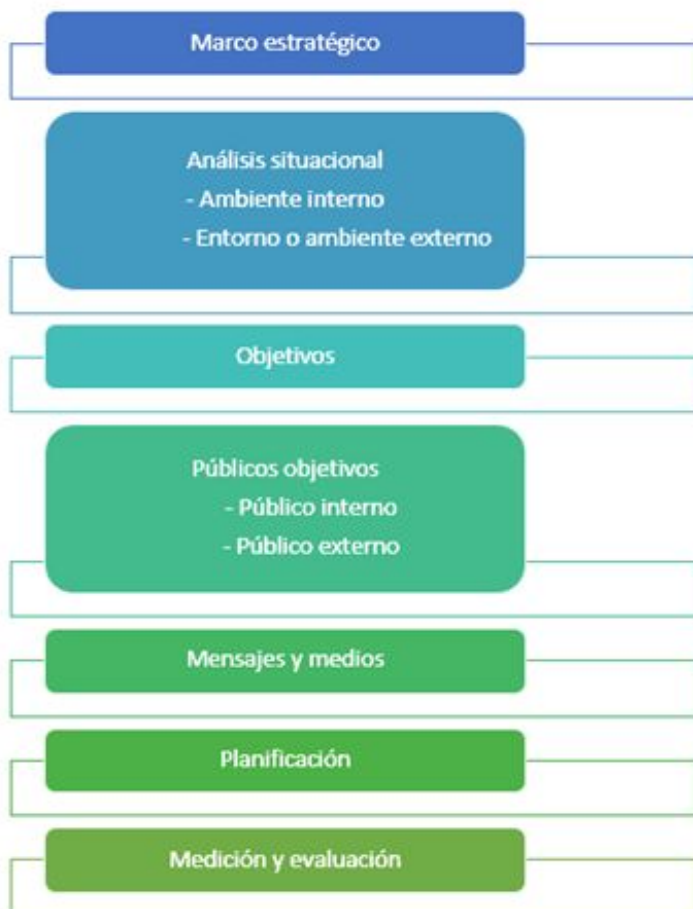 Marco estratégico
Análisis situacional
- Ambiente interno
- Entorno o ambiente externo
Objetivos
Públicos objetivos
- Público interno
- Público externo
Mensajes y medios
Planificación
Medición y evaluación